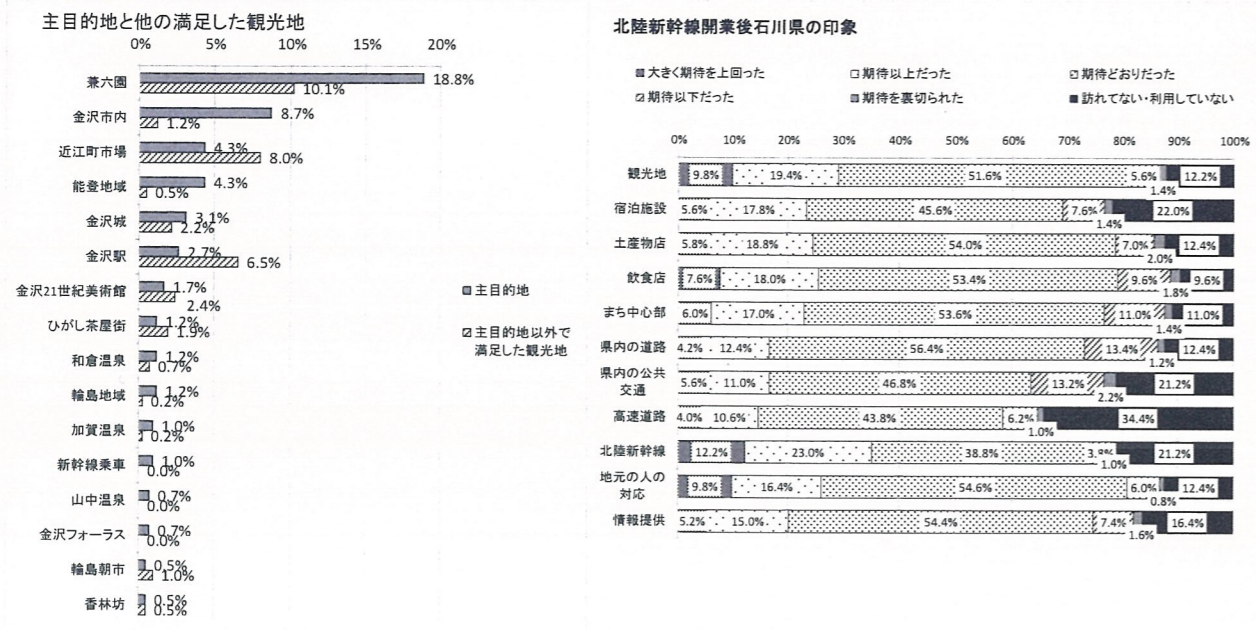 主目的地と他の満足した観光地
0% 5% 10% 15% 20%
兼六園 18.8% 10.1%
金沢市内 8.7% 1.2%
近江町市場 4.3% 8.0%
能登地域 4.3% 0.5%
金沢城 3.1% 2.2%
金沢駅 2.7% 6.5%
金沢21世紀美術館 1.7% 2.4%
ひがし茶屋街 1.2% 1.9%
和倉温泉 1.2% 0.7%
輪島地域 1.2% 0.2%
加賀温泉 1.0% 0.2%
新幹線乗車 1.0% 0.0%
山中温泉 0.7% 0.0%
金沢フォーラス 0.7% 0.0%
輪島朝市 0.5% 1.0%
香林坊 0.5% 0.5%
主目的地
主目的地以外で
満足した観光地
北陸新幹線開業後石川県の印象
大きく期待を上回った 期待以上だった 期待どおりだった
期待以下だった 期待を裏切られた 訪れてない・利用していない
0% 10% 20% 30% 40% 50% 60% 70% 80% 90% 100%
観光地 9.8% 19.4% 51.6% 5.6% 1.4% 12.2%
宿泊施設 5.6% 17.8% 45.6% 7.6% 1.4% 22.0%
土産物店 5.8% 18.8% 54.0% 7.0% 2.0% 12.4%
飲食店 7.6% 18.0% 53.4% 9.6% 1.8% 9.6%
まち中心部 6.0% 17.0% 53.6% 11.0% 1.4% 11.0%
県内の道路 4.2% 12.4% 56.4% 13.4% 1.2% 12.4%
県内の公共
交通 5.6% 11.0% 46.8% 13.2% 2.2% 21.2%
高速道路 4.0% 10.6% 43.8% 6.2% 1.0% 34.4%
北陸新幹線 12.2% 23.0% 38.8% 3.8% 1.0% 21.2%
地元の人の
対応 9.8% 16.4% 54.6% 6.0% 0.8% 12.4%
情報提供 5.2% 15.0% 54.4% 7.4% 1.6% 16.4%